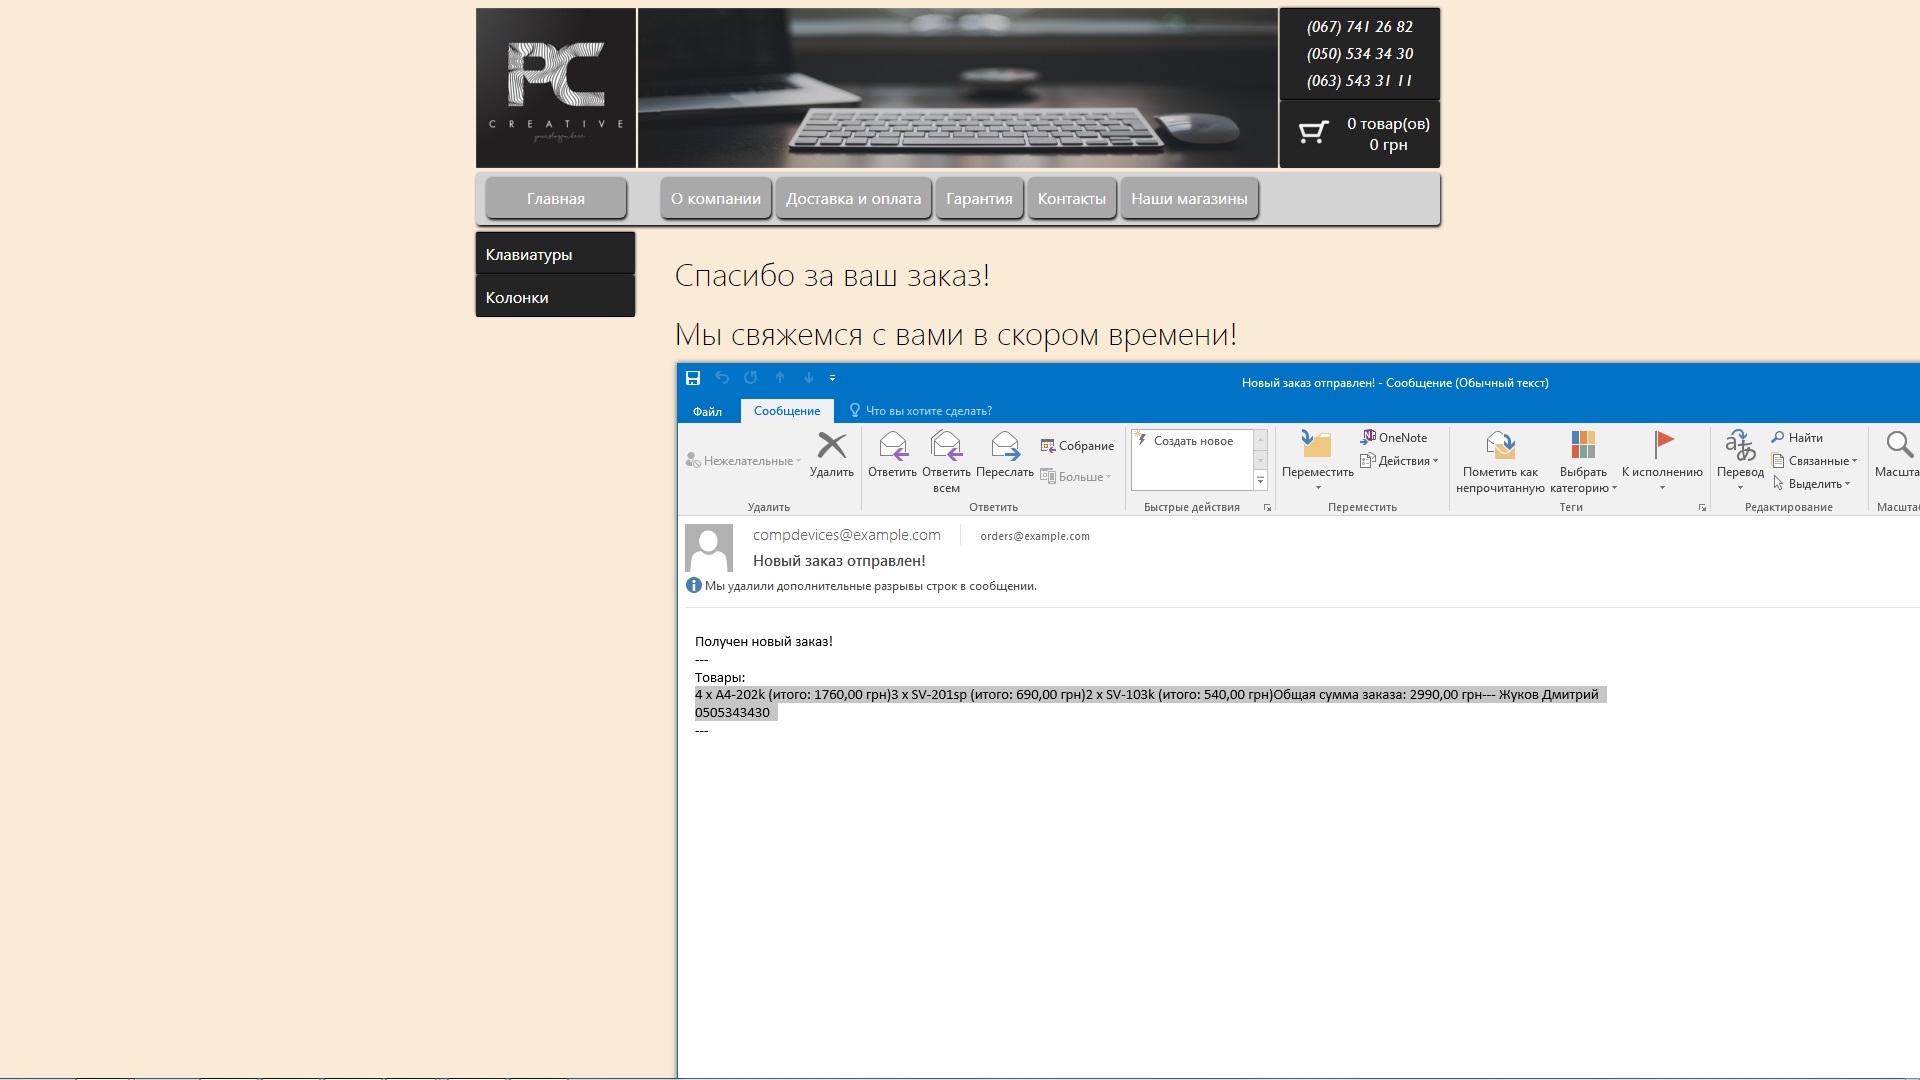 PC
CREATIVE
(067) 741 26 82
(050) 534 34 30
(063) 543 31 11
0 товар(ов)
0 грн
Главная
О компании
Доставка и оплата
Гарантия
Контакты
Наши магазины
Клавиатуры
Колонки
Спасибо за ваш заказ!
Мы свяжемся с вами в скором времени!
Новый заказ отправлен! - Сообщение (Обычный текст)
Файл
Сообщение
Что вы хотите сделать?
Нежелательные
Удалить
Удалить
Ответить
Ответить всем
Переслать
Собрание
Больше
Ответить
Создать новое
Быстрые действия
Переместить
OneNote
Действия
Переместить
Пометить как непрочитанную
Выбрать категорию
К исполнению
Теги
Перевод
Найти
Связанные
Выделить
Редактирование
Масшта
Масштаб
compdevices@example.com
orders@example.com
Новый заказ отправлен!
Мы удалили дополнительные разрывы строк в сообщении.
Получен новый заказ!
---
Товары:
4 x A4-202k (итого: 1760,00 грн)3 x SV-201sp (итого: 690,00 грн)2 x SV-103k (итого: 540,00 грн)Общая сумма заказа: 2990,00 грн--- Жуков Дмитрий
0505343430
---